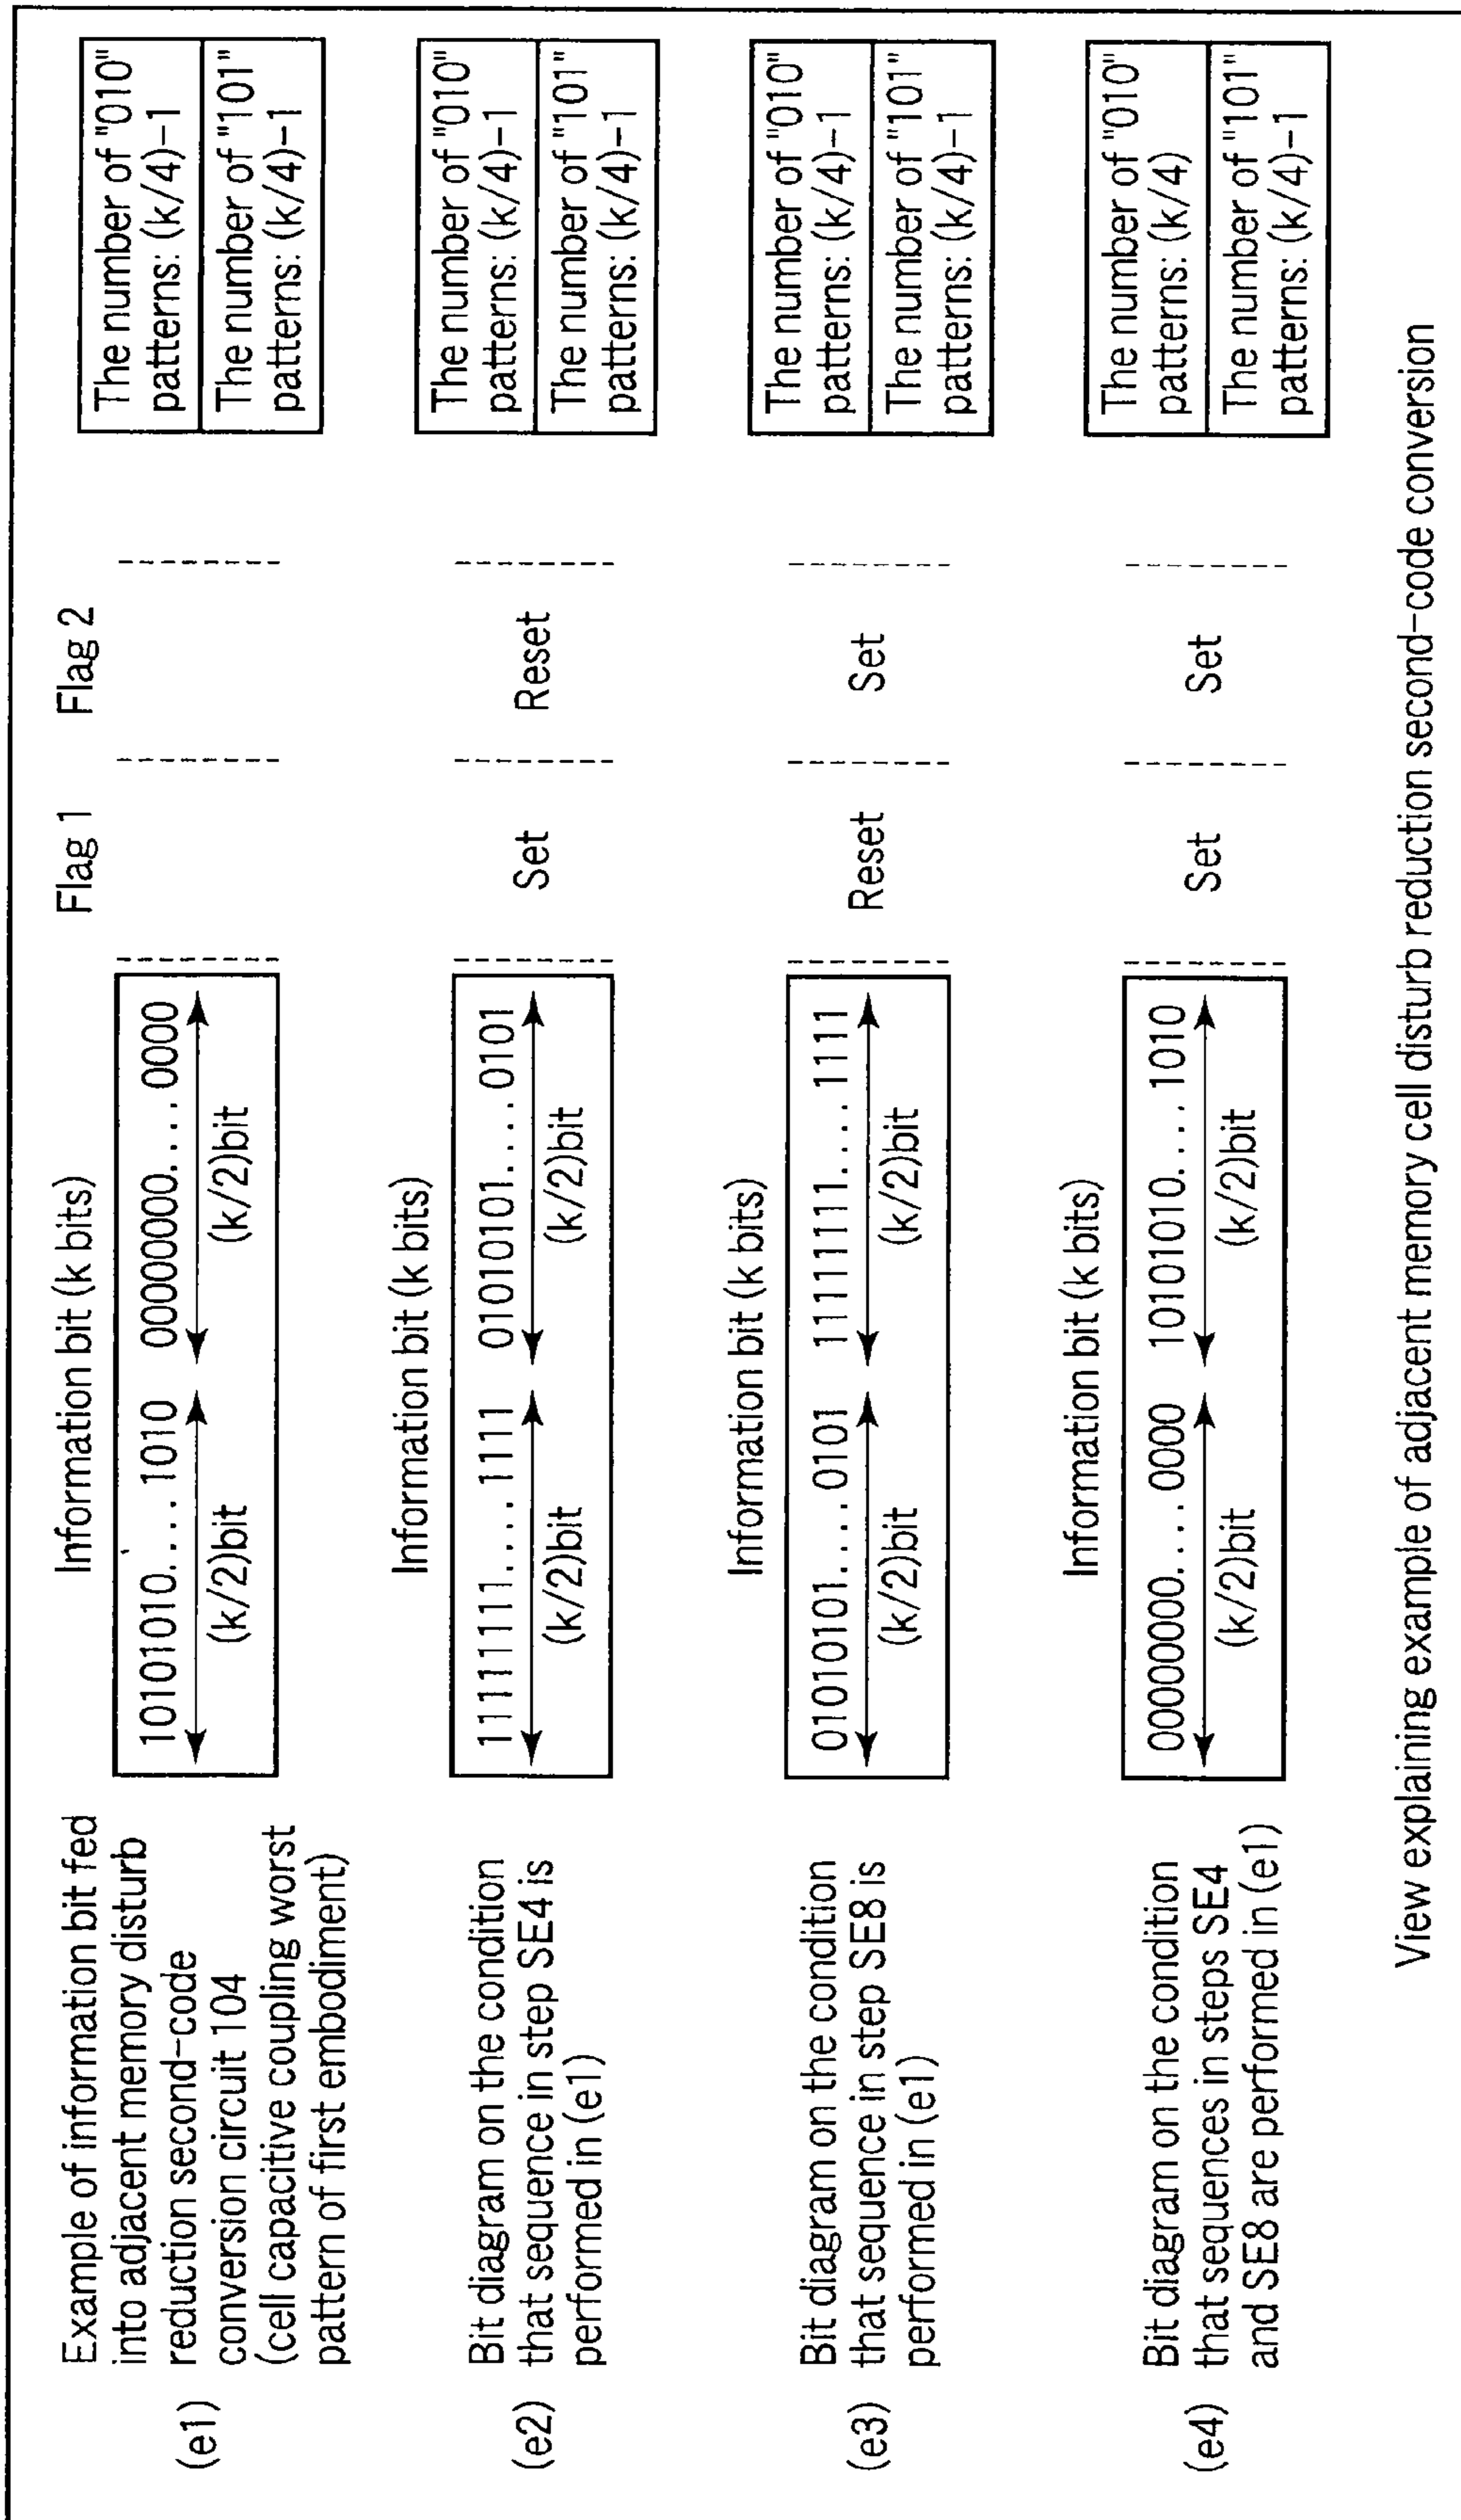 (e1)
Example of information bit fed
into adjacent memory disturb
reduction second-code
conversion circuit 104
(cell capacitive coupling worst
pattern of first embodiment)
Information bit (k bits)
10101010.... 1010 00000000.... 0000
(k/2)bit (k/2)bit
Flag 1 Flag 2
The number of "010"
patterns: (k/4)-1
The number of "101"
patterns: (k/4)-1
(e2)
Bit diagram on the condition
that sequence in step SE4 is
performed in (e1)
Information bit (k bits)
11111111.... 1111 01010101.... 0101
(k/2)bit (k/2)bit
Set Reset
The number of "010"
patterns: (k/4)-1
The number of "101"
patterns: (k/4)-1
(e3)
Bit diagram on the condition
that sequence in step SE8 is
performed in (e1)
Information bit (k bits)
01010101.... 0101 11111111.... 1111
(k/2)bit (k/2)bit
Reset Set
The number of "010"
patterns: (k/4)-1
The number of "101"
patterns: (k/4)-1
(e4)
Bit diagram on the condition
that sequences in steps SE4
and SE8 are performed in (e1)
Information bit (k bits)
00000000.... 0000 10101010.... 1010
(k/2)bit (k/2)bit
Set Set
The number of "010"
patterns: (k/4)
The number of "101"
patterns: (k/4)-1
View explaining example of adjacent memory cell disturb reduction second-code conversion